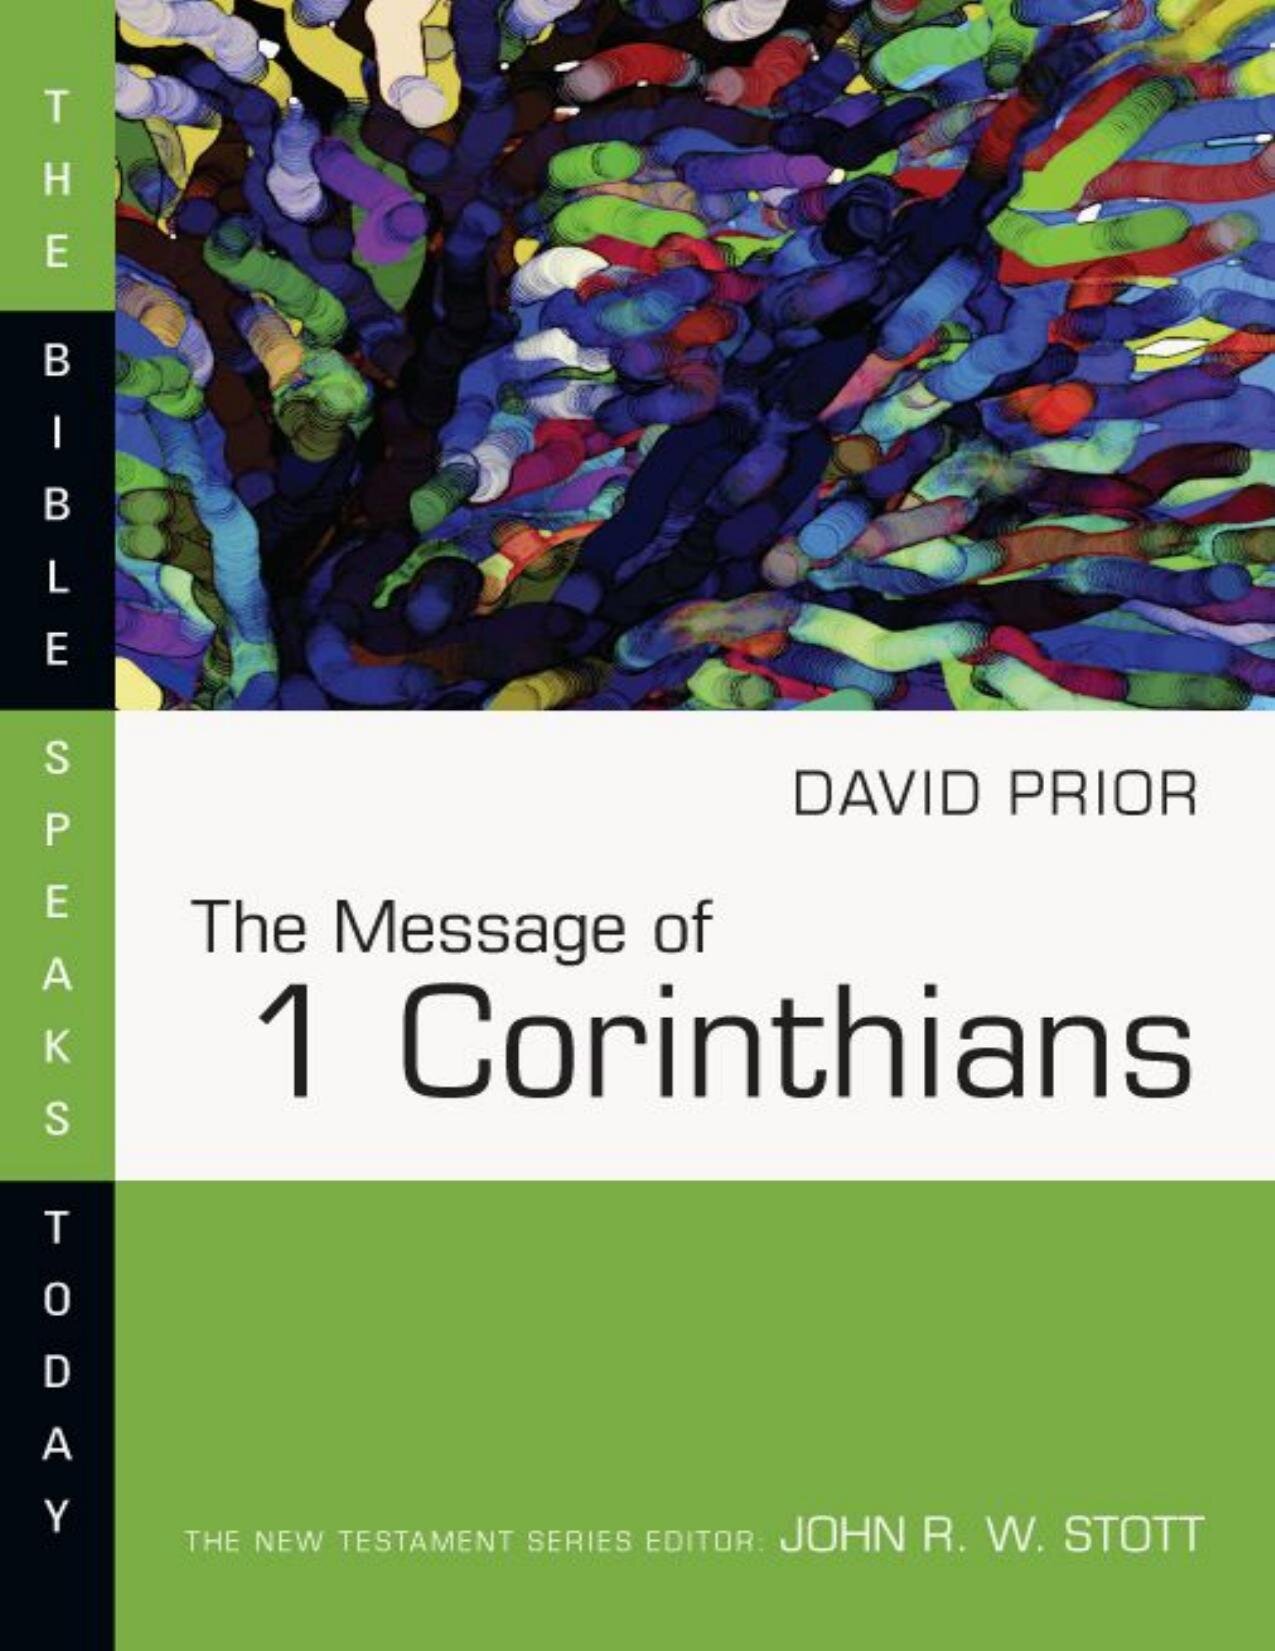 THE BIBLE SPEAKS TODAY
DAVID PRIOR
The Message of
1 Corinthians
THE NEW TESTAMENT SERIES EDITOR: JOHN R. W. STOTT